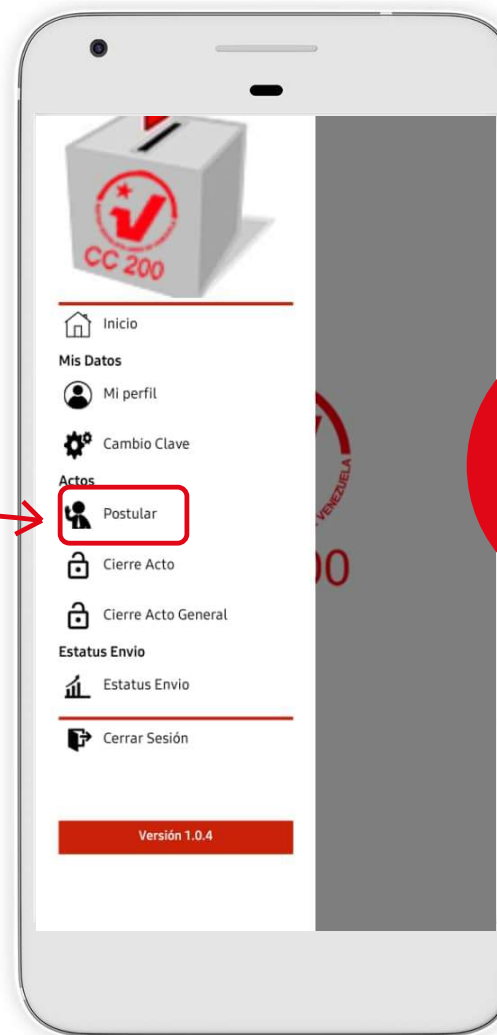 CC 200
Inicio
Mis Datos
Mi perfil
Cambio Clave
Actos
Postular
Cierre Acto
Cierre Acto General
Estatus Envio
Estatus Envio
Cerrar Sesión
Versión 1.0.4
VENEZUELA
00